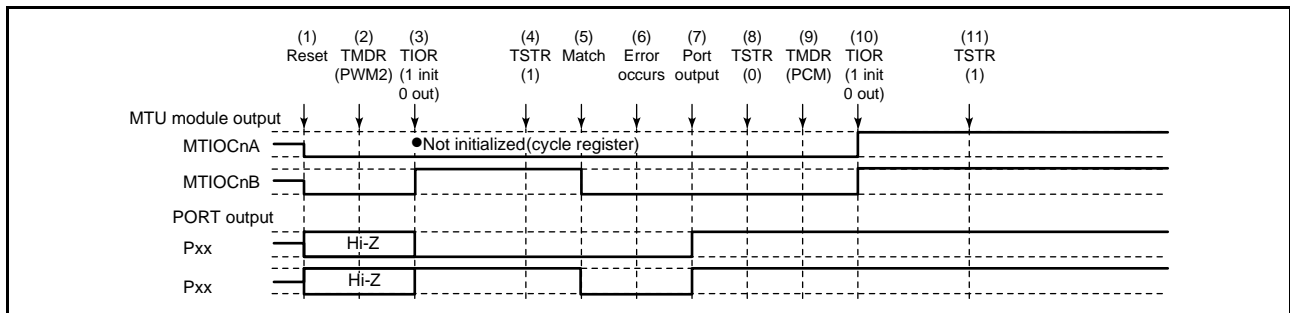 (1) (2) (3) (4) (5) (6) (7) (8) (9) (10) (11)
Reset TMDR TIOR TSTR Match Error Port TSTR TMDR TIOR TSTR
(PWM2) (1 init (1) occurs output (0) (PCM) (1 init (1)
0 out) 0 out)
MTU module output
MTIOCnA ●Not initialized(cycle register)
MTIOCnB
PORT output
Pxx Hi-Z
Pxx Hi-Z